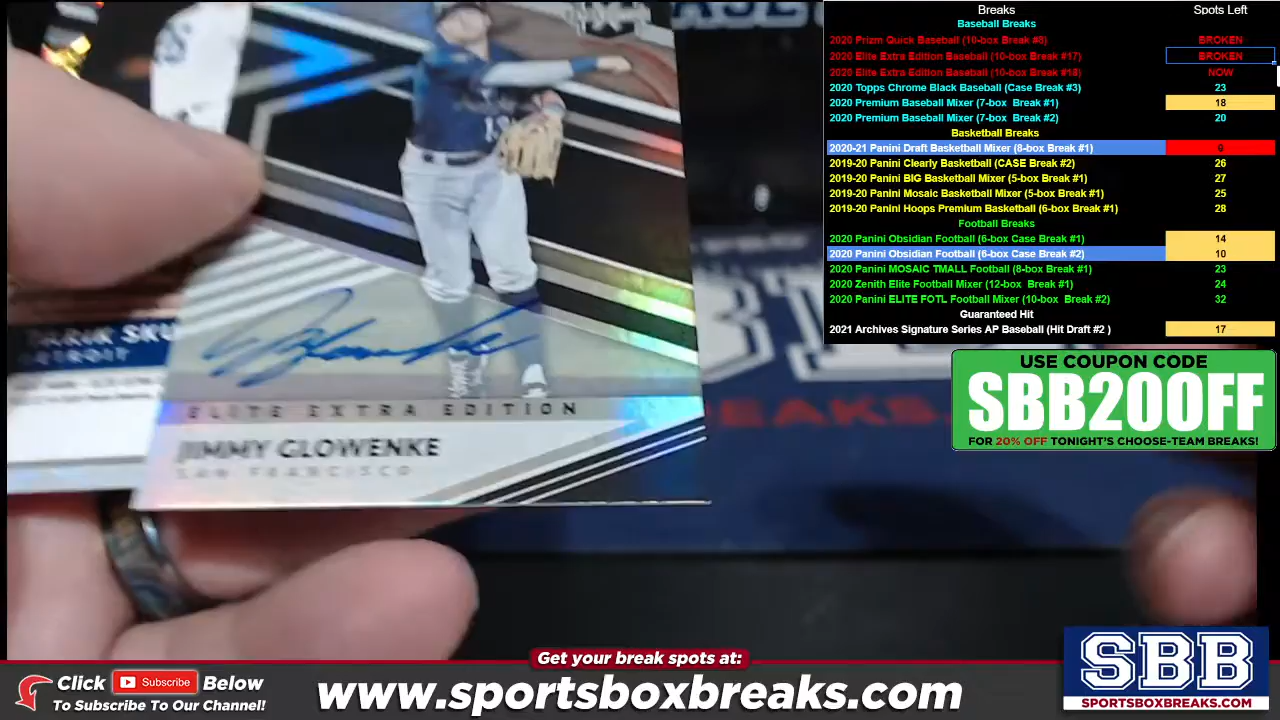 Breaks Spots Left
Baseball Breaks
2020 Prizm Quick Baseball (10-box Break #8) BROKEN
2020 Elite Extra Edition Baseball (10-box Break #17) BROKEN
2020 Elite Extra Edition Baseball (10-box Break #18) NOW
2020 Topps Chrome Black Baseball (Case Break #3) 23
2020 Premium Baseball Mixer (7-box Break #1) 18
2020 Premium Baseball Mixer (7-box Break #2) 20
Basketball Breaks
2020-21 Panini Draft Basketball Mixer (8-box Break #1)
2019-20 Panini Clearly Basketball (CASE Break #2) 26
2019-20 Panini BIG Basketball Mixer (5-box Break #1) 27
2019-20 Panini Mosaic Basketball Mixer (5-box Break #1) 25
2019-20 Panini Hoops Premium Basketball (6-box Break #1) 28
Football Breaks
2020 Panini Obsidian Football (6-box Case Break #1) 14
2020 Panini Obsidian Football (6-box Case Break #2) 10
2020 Panini MOSAIC TMALL Football (8-box Break #1) 23
2020 Zenith Elite Football Mixer (12-box Break #1) 24
2020 Panini ELITE FOTL Football Mixer (10-box Break #2) 32
Guaranteed Hit
2021 Archives Signature Series AP Baseball (Hit Draft #2 ) 17
USE COUPON CODE
SBB20OFF
FOR 20% OFF TONIGHT'S CHOOSE-TEAM BREAKS!
13
TARIK SKU
DETROIT
ELITE EXTRA EDITION
JIMMY GLOWENKE
SAN FRANCISCO
BREAKS.
Get your break spots at:
Click Subscribe Below
To Subscribe To Our Channel!
www.sportsboxbreaks.com
SBB
SPORTSBOXBREAKS.COM